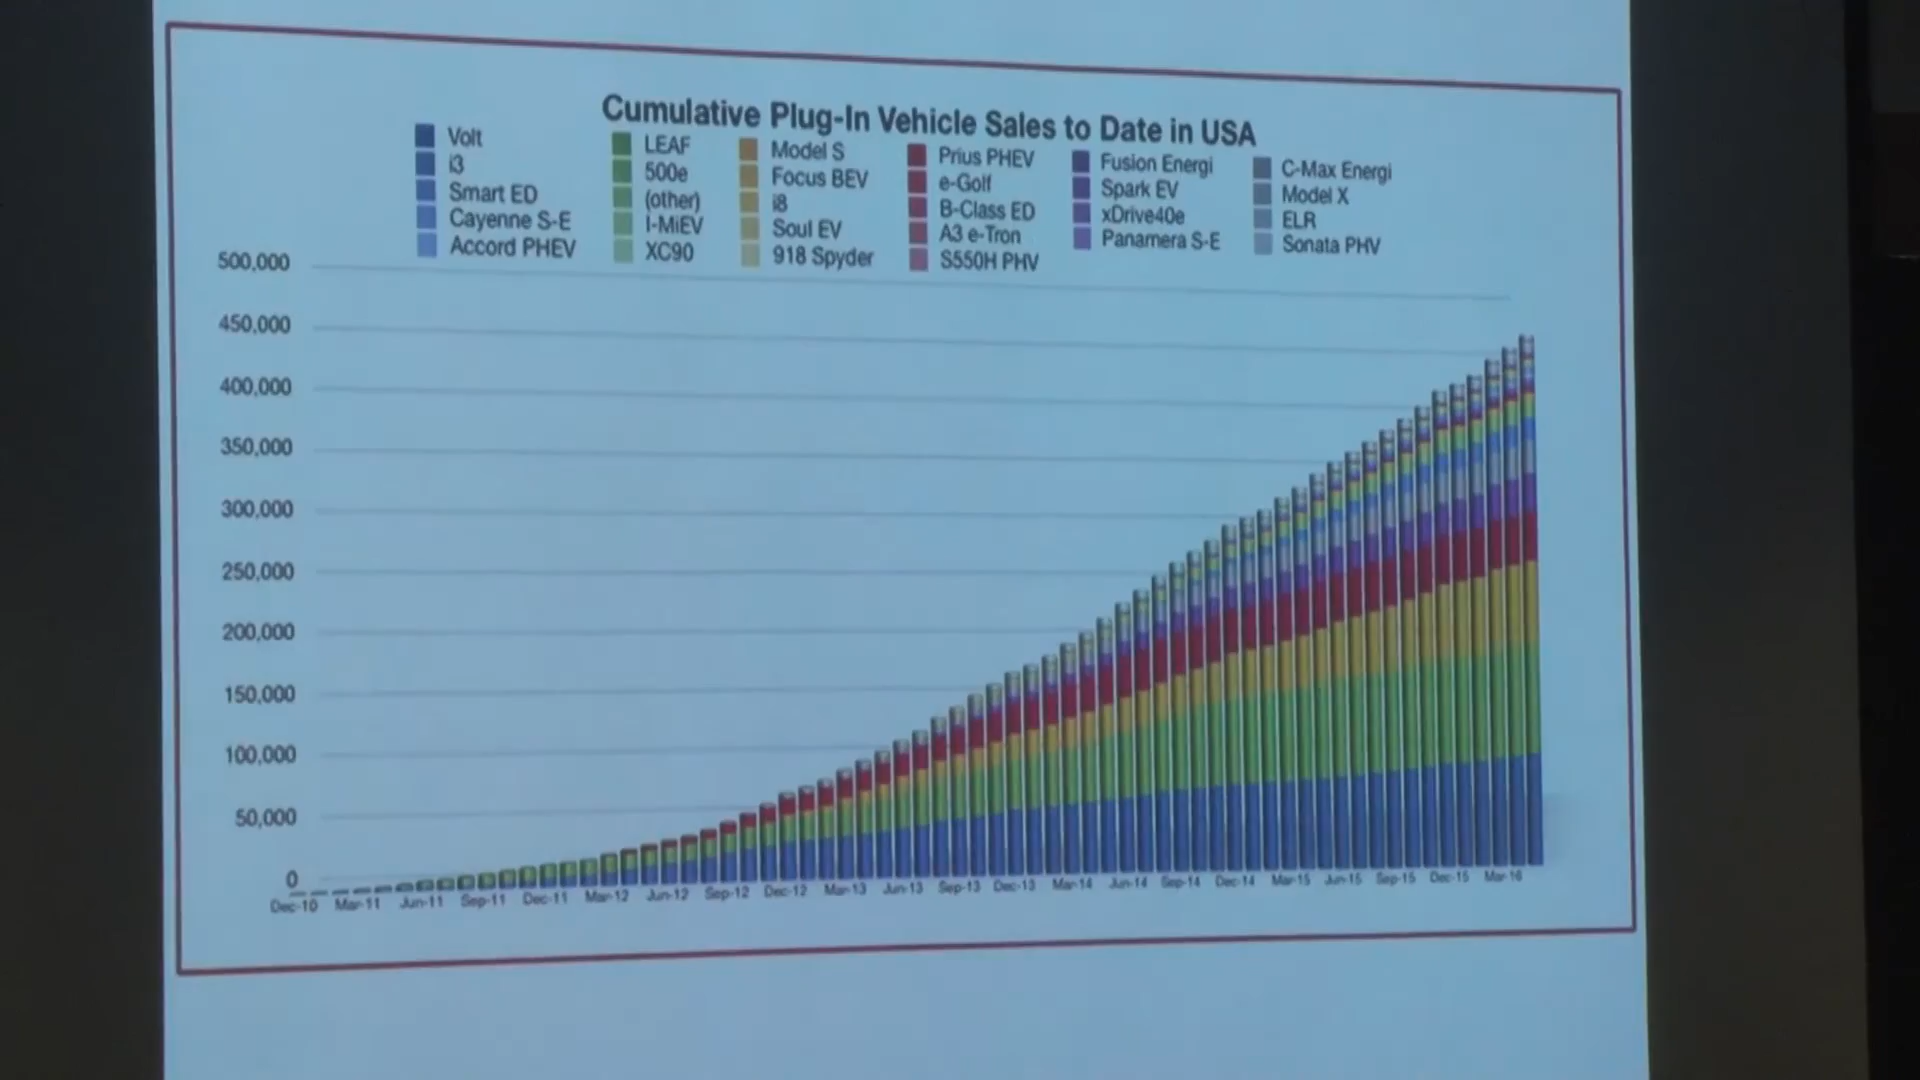 Cumulative Plug-In Vehicle Sales to Date in USA
Volt LEAF Model S Prius PHEV Fusion Energi C-Max Energi
i3 500e Focus BEV e-Golf Spark EV Model X
Smart ED (other) i8 B-Class ED xDrive40e ELR
Cayenne S-E I-MiEV Soul EV A3 e-Tron Panamera S-E Sonata PHV
Accord PHEV XC90 918 Spyder S550H PHV
500,000
450,000
400,000
350,000
300,000
250,000
200,000
150,000
100,000
50,000
0
Dec-10 Mar-11 Jun-11 Sep-11 Dec-11 Mar-12 Jun-12 Sep-12 Dec-12 Mar-13 Jun-13 Sep-13 Dec-13 Mar-14 Jun-14 Sep-14 Dec-14 Mar-15 Jun-15 Sep-15 Dec-15 Mar-16